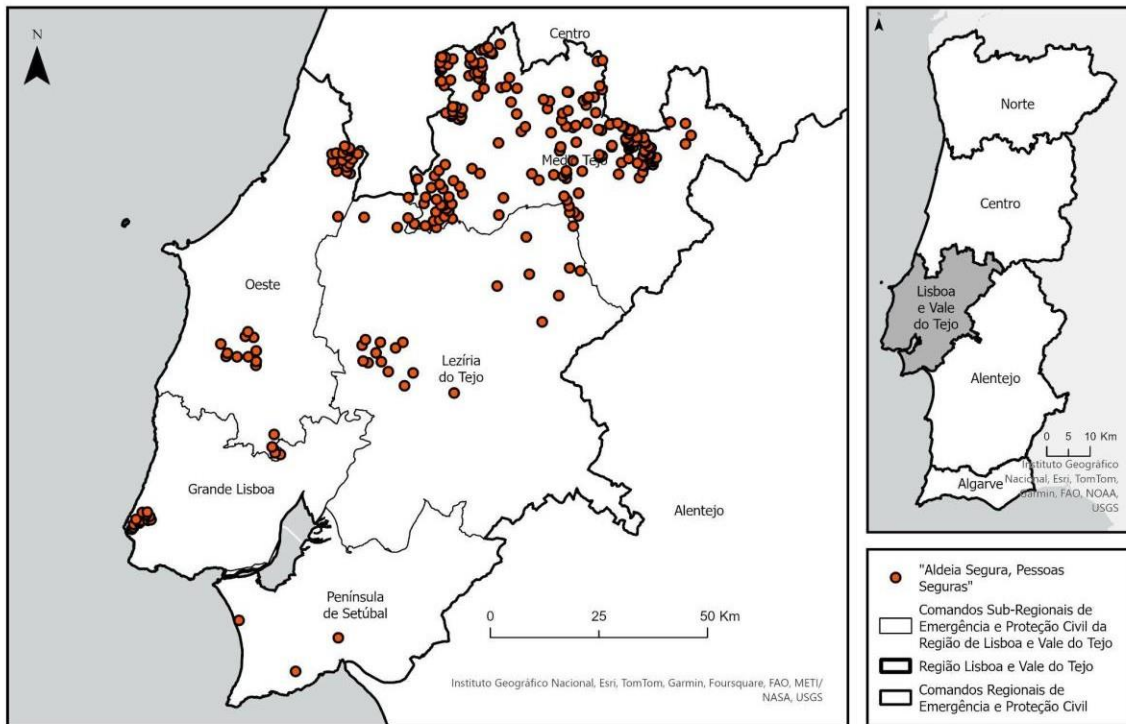 N
Centro
Médio Tejo
Oeste
Lezíria
do Tejo
Grande Lisboa
Alentejo
Península
de Setúbal
0 25 50 Km
Instituto Geográfico Nacional, Esri, TomTom, Garmin, Foursquare, FAO, METI/
NASA, USGS
N
Norte
Centro
Lisboa
e Vale
do Tejo
Alentejo
0 5 10 Km
Instituto Geográfico
Nacional, Esri, TomTom,
Garmin, FAO, NOAA,
USGS
Algarve
"Aldeia Segura, Pessoas
Seguras"
Comandos Sub-Regionais de
Emergência e Proteção Civil da
Região de Lisboa e Vale do Tejo
Região Lisboa e Vale do Tejo
Comandos Regionais de
Emergência e Proteção Civil